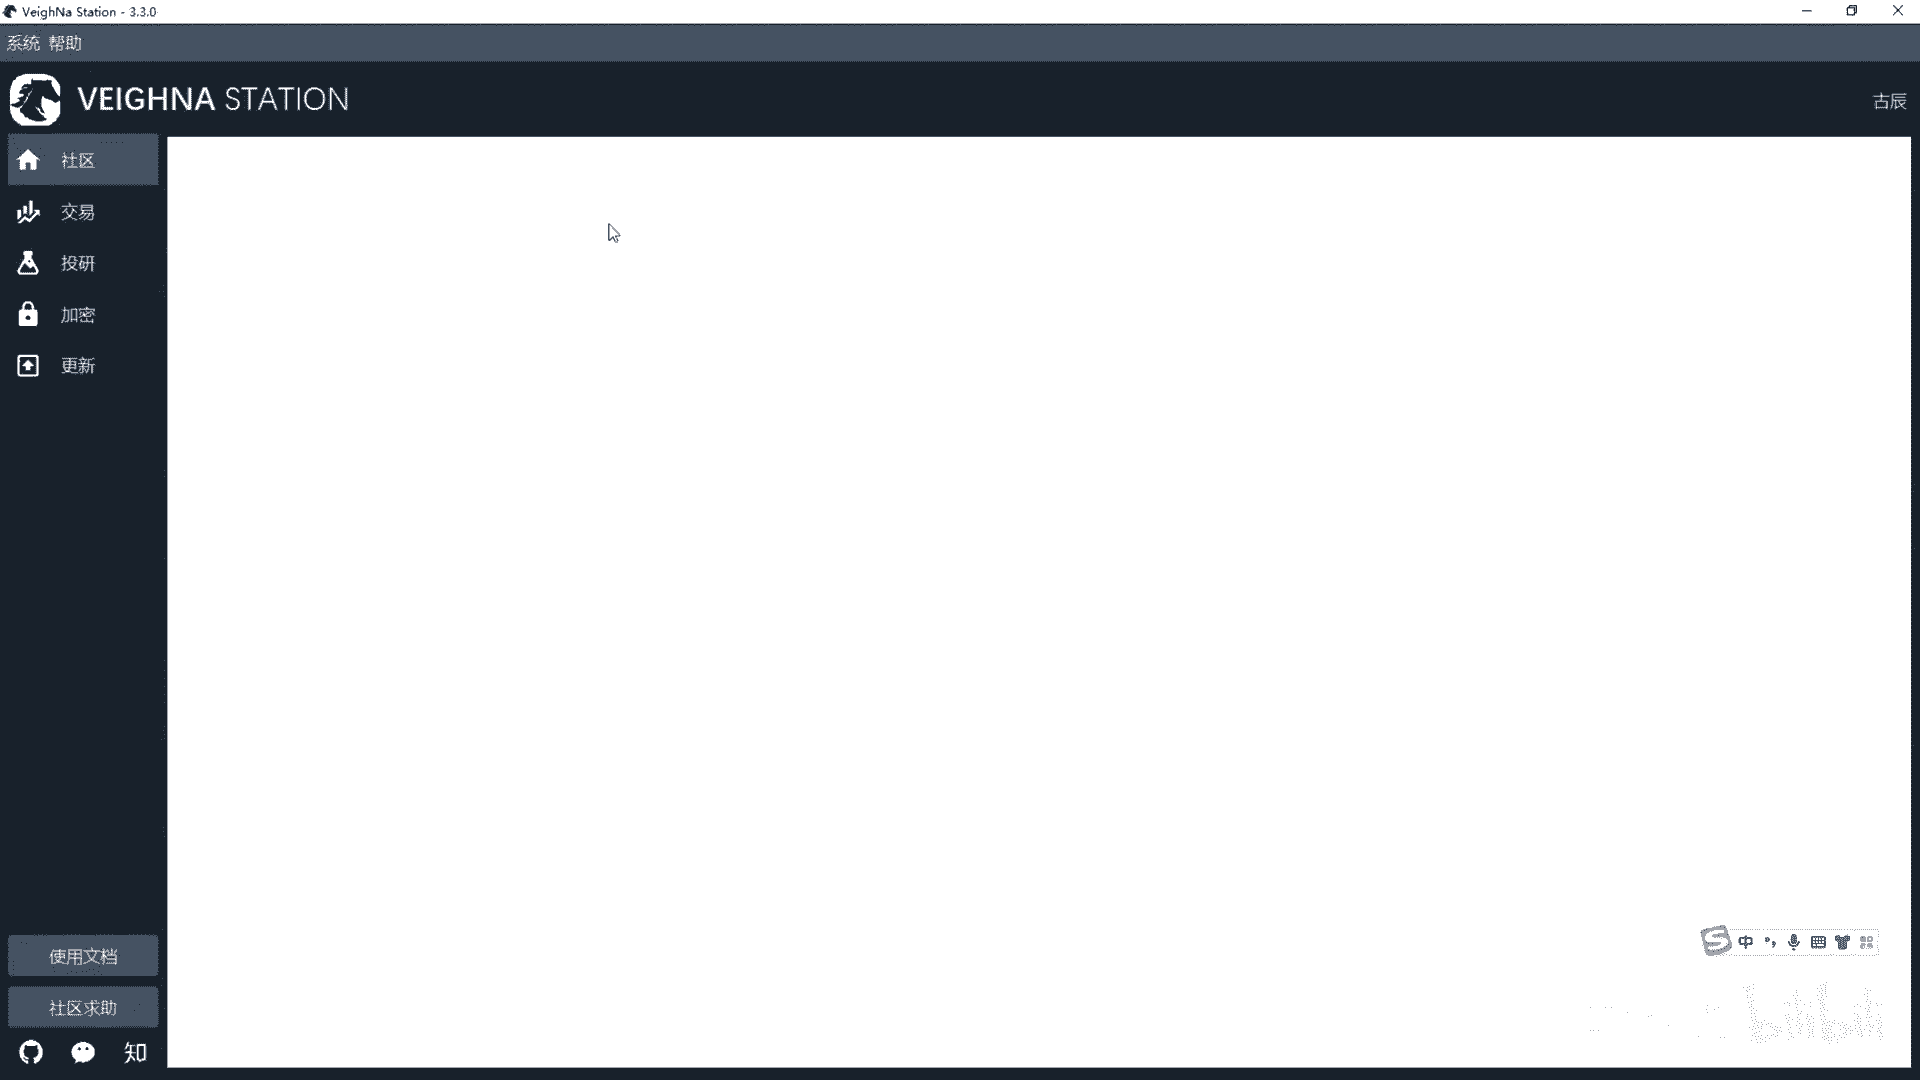 VeighNa Station - 3.3.0
系统 帮助
VEIGHNA STATION
古辰
社区
交易
投研
加密
更新
使用文档
社区求助
知
中
bilibili